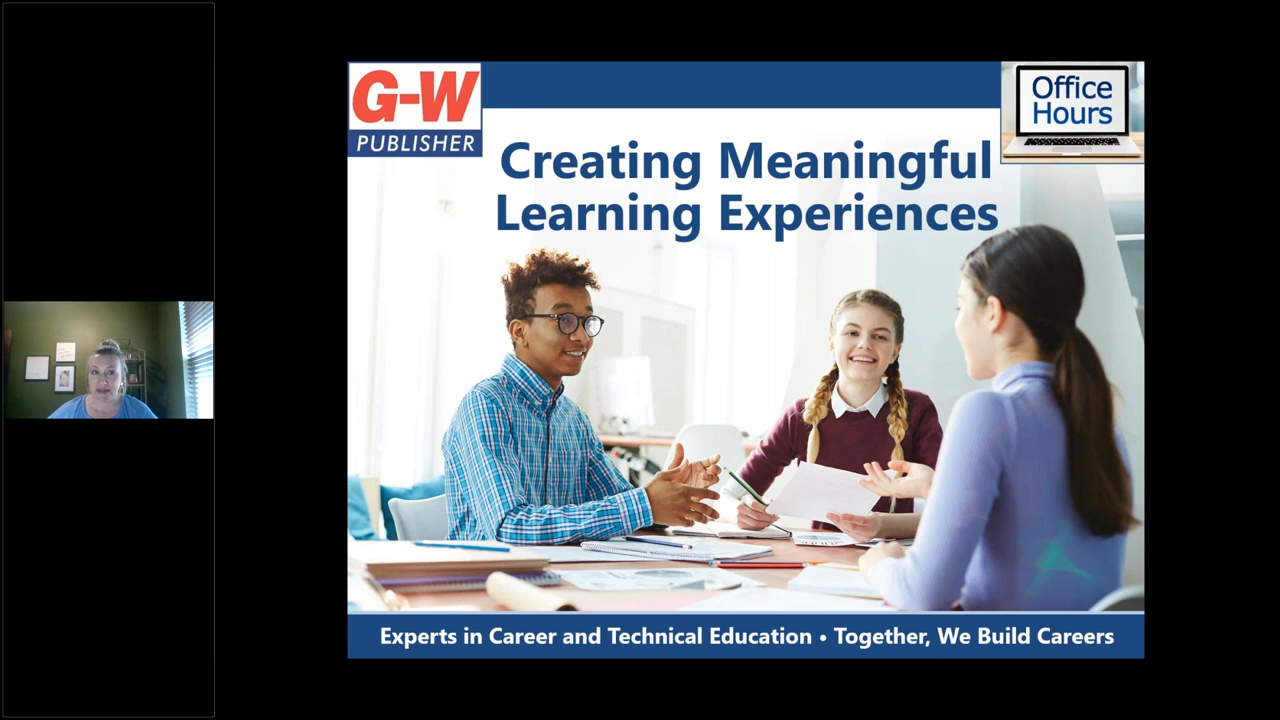 G-W
PUBLISHER
Office
Hours
Creating Meaningful
Learning Experiences
Experts in Career and Technical Education • Together, We Build Careers